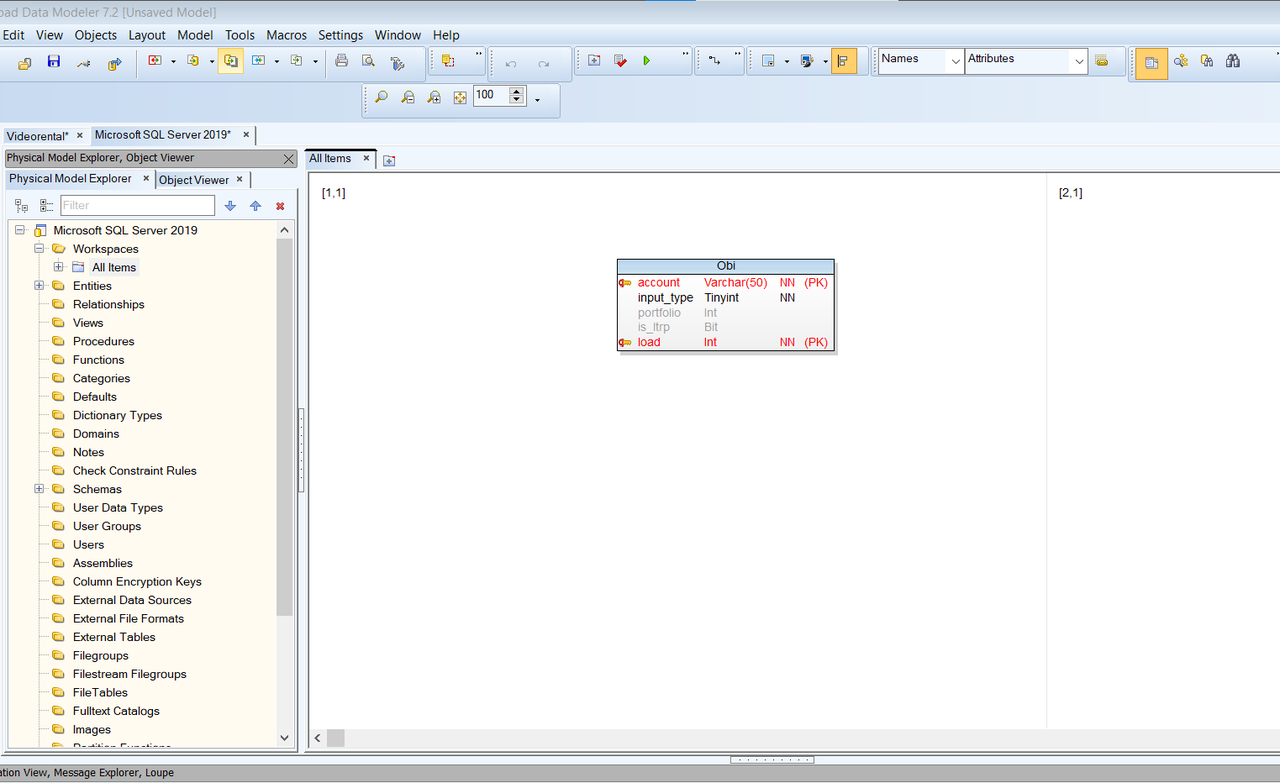 oad Data Modeler 7.2 [Unsaved Model]
Edit View Objects Layout Model Tools Macros Settings Window Help
Names Attributes
100
Videorental* Microsoft SQL Server 2019*
Physical Model Explorer, Object Viewer
Physical Model Explorer Object Viewer
Filter
Microsoft SQL Server 2019
Workspaces
All Items
Entities
Relationships
Views
Procedures
Functions
Categories
Defaults
Dictionary Types
Domains
Notes
Check Constraint Rules
Schemas
User Data Types
User Groups
Users
Assemblies
Column Encryption Keys
External Data Sources
External File Formats
External Tables
Filegroups
Filestream Filegroups
FileTables
Fulltext Catalogs
Images
Partition Functions
All Items
[1,1] [2,1]
Obi
account Varchar(50) NN (PK)
input_type Tinyint NN
portfolio Int
is_ltrp Bit
load Int NN (PK)
ation View, Message Explorer, Loupe